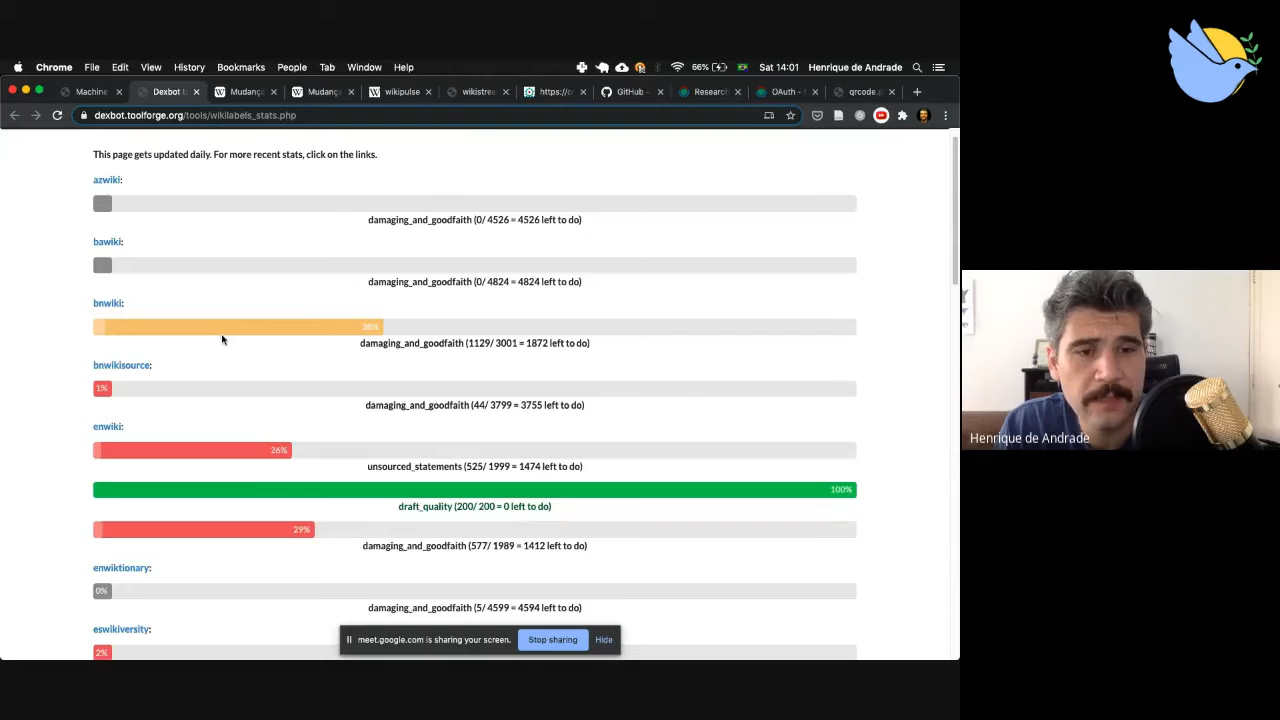 Chrome File Edit View History Bookmarks People Tab Window Help 66% Sat 14:01 Henrique de Andrade
Machine Dexbot t Mudança Mudanç wikipulse wikistrea https://or GitHub - Research OAuth - qrcode.j
dexbot.toolforge.org/tools/wikilabels_stats.php
This page gets updated daily. For more recent stats, click on the links.
azwiki:
damaging_and_goodfaith (0/ 4526 = 4526 left to do)
bawiki:
damaging_and_goodfaith (0/ 4824 = 4824 left to do)
bnwiki:
38%
damaging_and_goodfaith (1129/ 3001 = 1872 left to do)
bnwikisource:
1%
damaging_and_goodfaith (44/ 3799 = 3755 left to do)
enwiki:
26%
unsourced_statements (525/ 1999 = 1474 left to do)
100%
draft_quality (200/ 200 = 0 left to do)
29%
damaging_and_goodfaith (577/ 1989 = 1412 left to do)
enwiktionary:
0%
damaging_and_goodfaith (5/ 4599 = 4594 left to do)
eswikiversity:
2%
meet.google.com is sharing your screen. Stop sharing Hide
Henrique de Andrade